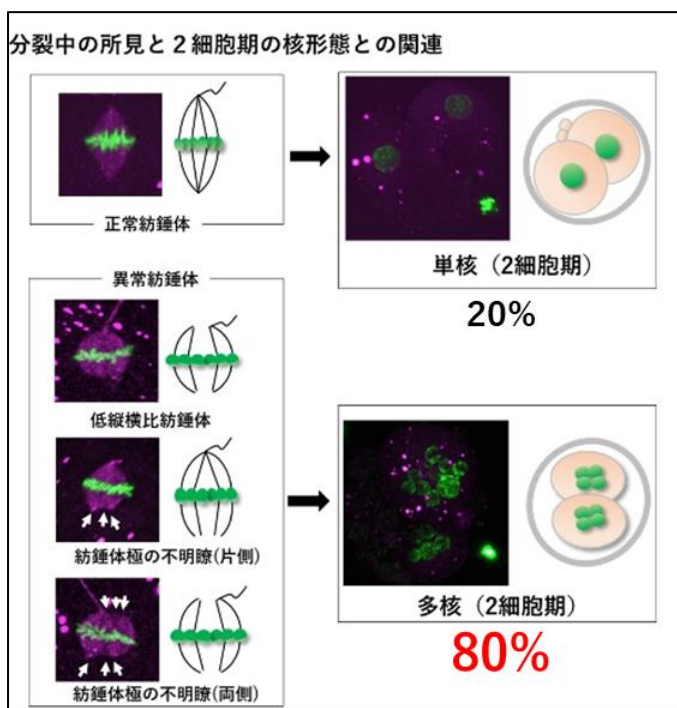 分裂中の所見と2細胞期の核形態との関連
正常紡錘体
単核（2細胞期）
20%
異常紡錘体
低縦横比紡錘体
紡錘体極の不明瞭(片側)
紡錘体極の不明瞭(両側)
多核（2細胞期）
80%